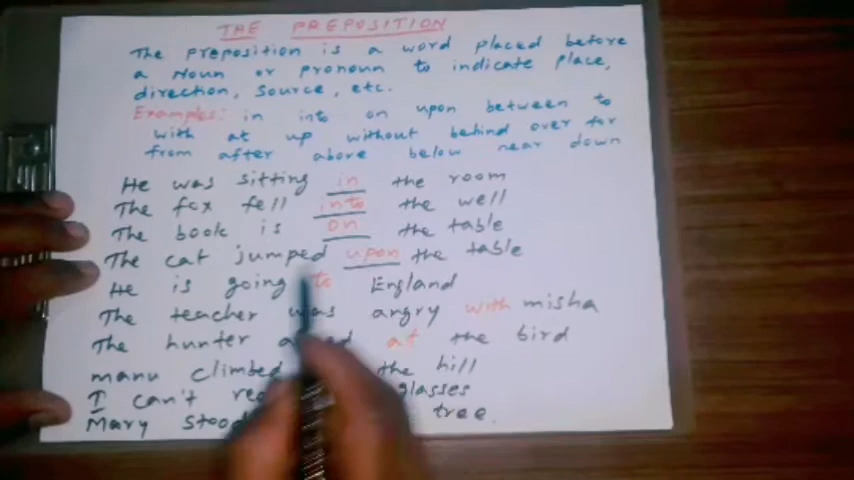 THE PREPOSITION
The preposition is a word placed before
a Noun or pronoun to indicate place,
direction, source, etc.
Examples: in into on upon between to
with at up without behind over for
from after above below near down
He was sitting in the room
The fox fell into the well
The book is on the table
The cat jumped upon the table
He is going to England
The teacher was angry with misha
The hunter at the bird
manu climbed the hill
I can't glasses
Mary stood tree.